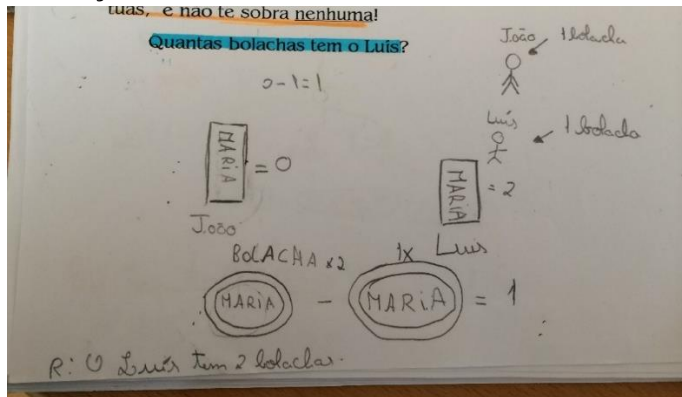 tuas, e não te sobra nenhuma!
Quantas bolachas tem o Luís?
João 1 bolacha
0-1=1
Luís 1 bolacha
MARIA = 0
MARIA = 2
João
Luís
BOLACHA x2 1x
MARIA - MARIA = 1
R: O Luís tem 2 bolachas.